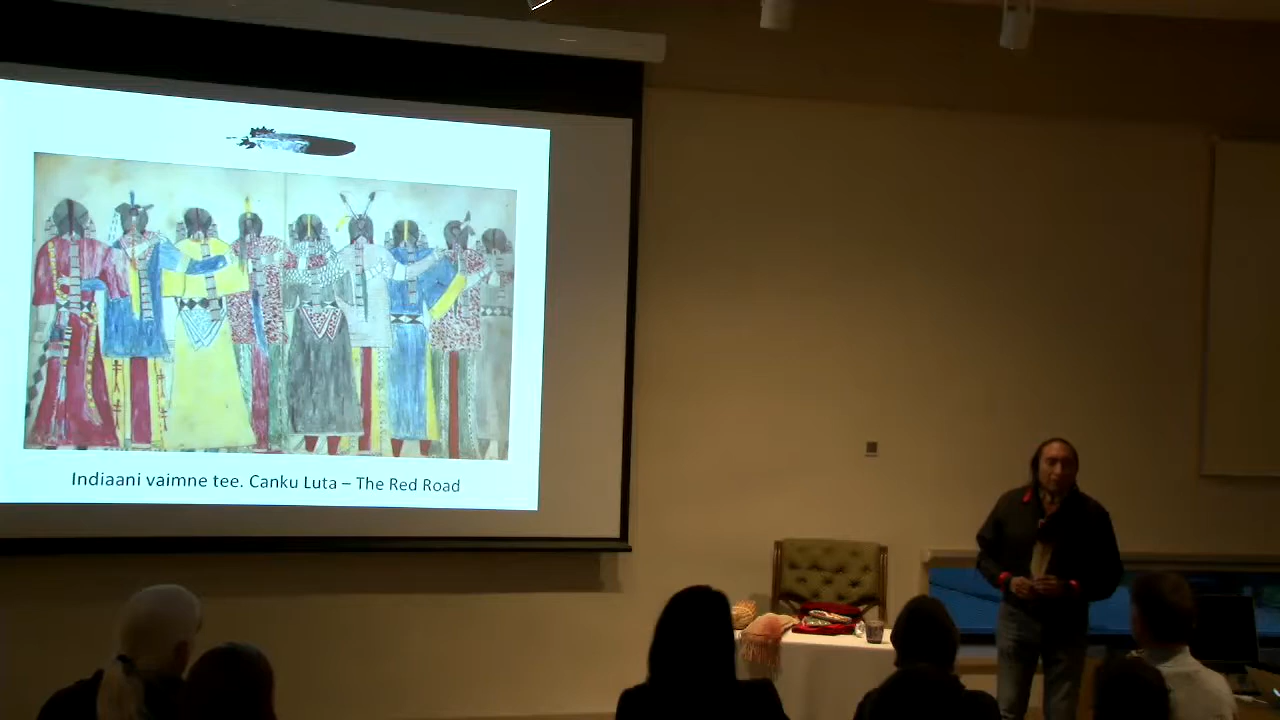 Indiaani vaimne tee. Canku Luta – The Red Road